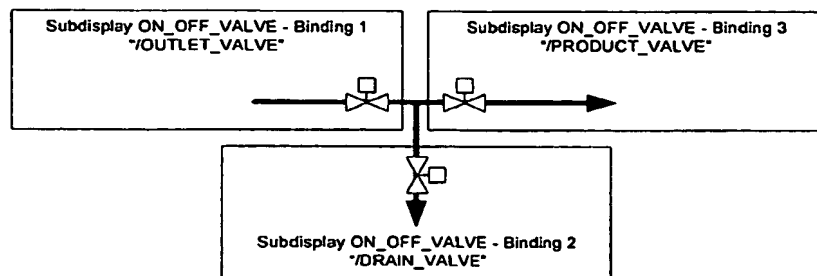 Subdisplay ON_OFF_VALVE - Binding 1
"/OUTLET_VALVE"
Subdisplay ON_OFF_VALVE - Binding 3
"/PRODUCT_VALVE"
Subdisplay ON_OFF_VALVE - Binding 2
"/DRAIN_VALVE"